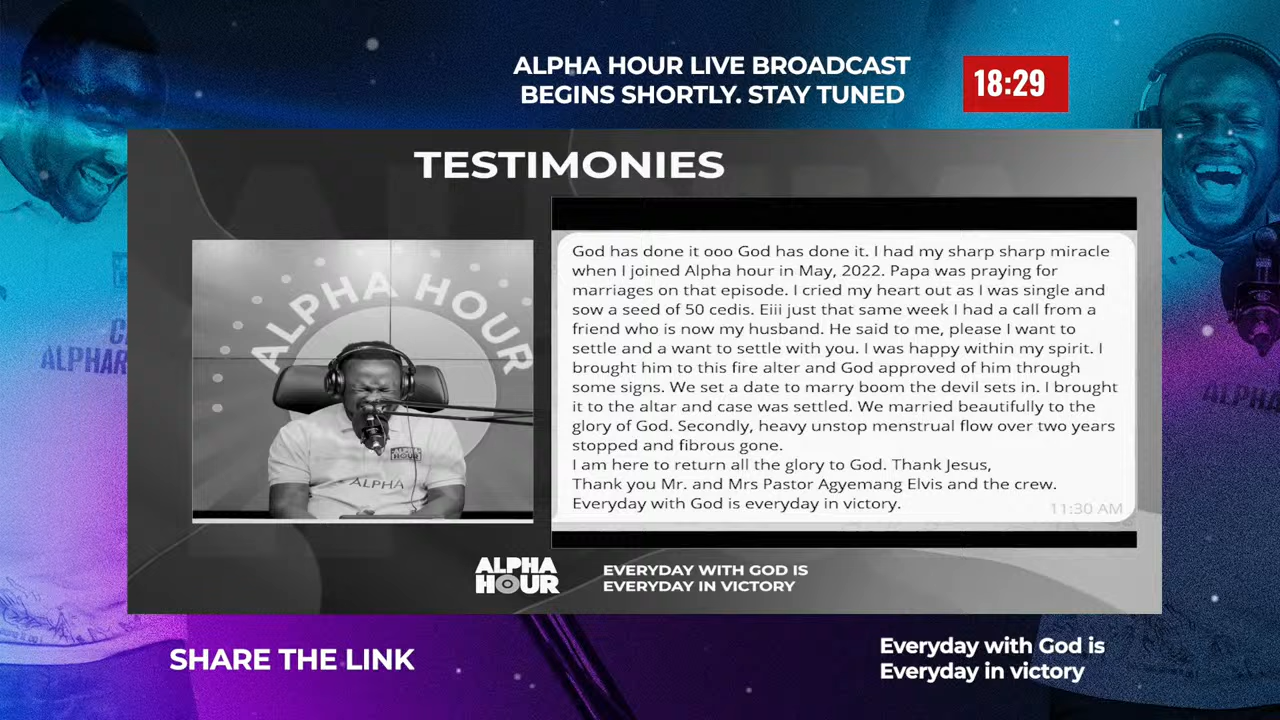 ALPHA HOUR LIVE BROADCAST
BEGINS SHORTLY. STAY TUNED
18:29
TESTIMONIES
ALPHA HOUR
ALPHA HOUR
ALPHA
God has done it ooo God has done it. I had my sharp sharp miracle
when I joined Alpha hour in May, 2022. Papa was praying for
marriages on that episode. I cried my heart out as I was single and
sow a seed of 50 cedis. Eiii just that same week I had a call from a
friend who is now my husband. He said to me, please I want to
settle and a want to settle with you. I was happy within my spirit. I
brought him to this fire alter and God approved of him through
some signs. We set a date to marry boom the devil sets in. I brought
it to the altar and case was settled. We married beautifully to the
glory of God. Secondly, heavy unstop menstrual flow over two years
stopped and fibrous gone.
I am here to return all the glory to God. Thank Jesus,
Thank you Mr. and Mrs Pastor Agyemang Elvis and the crew.
Everyday with God is everyday in victory.
11:30 AM
ALPHA
HOUR
EVERYDAY WITH GOD IS
EVERYDAY IN VICTORY
SHARE THE LINK
Everyday with God is
Everyday in victory